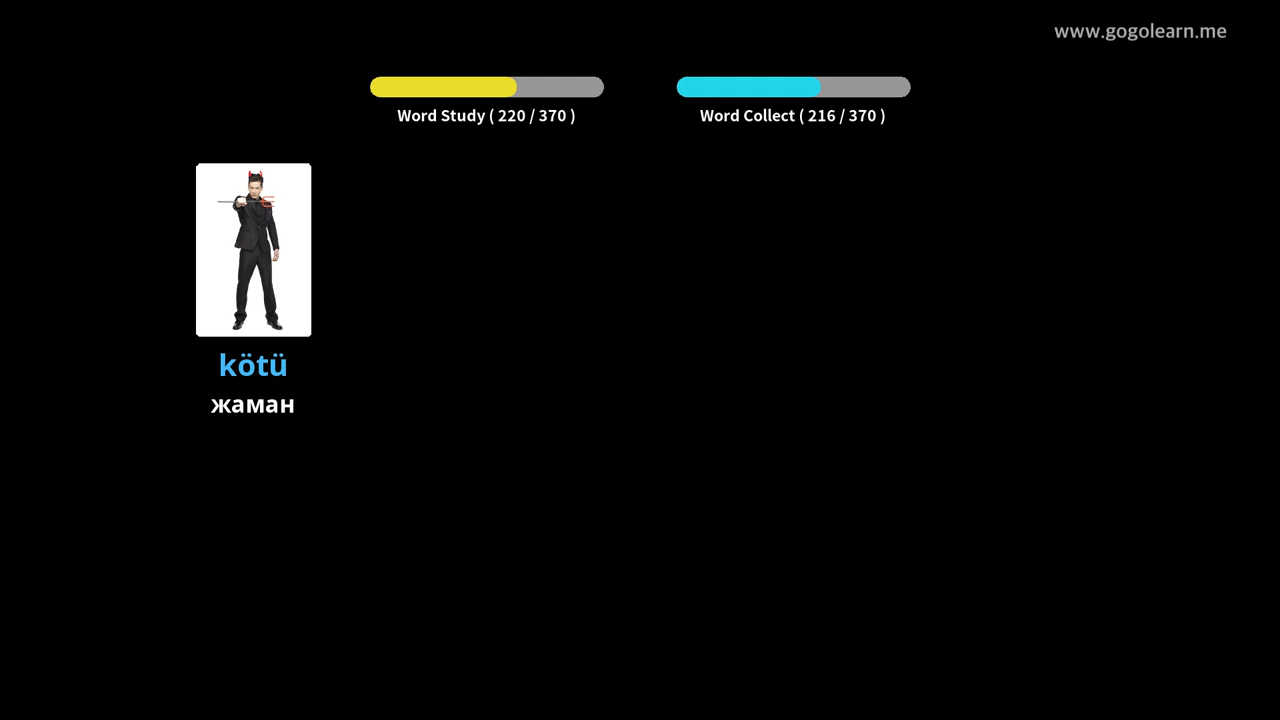 www.gogolearn.me
Word Study ( 220 / 370 )
Word Collect ( 216 / 370 )
kötü
жаман